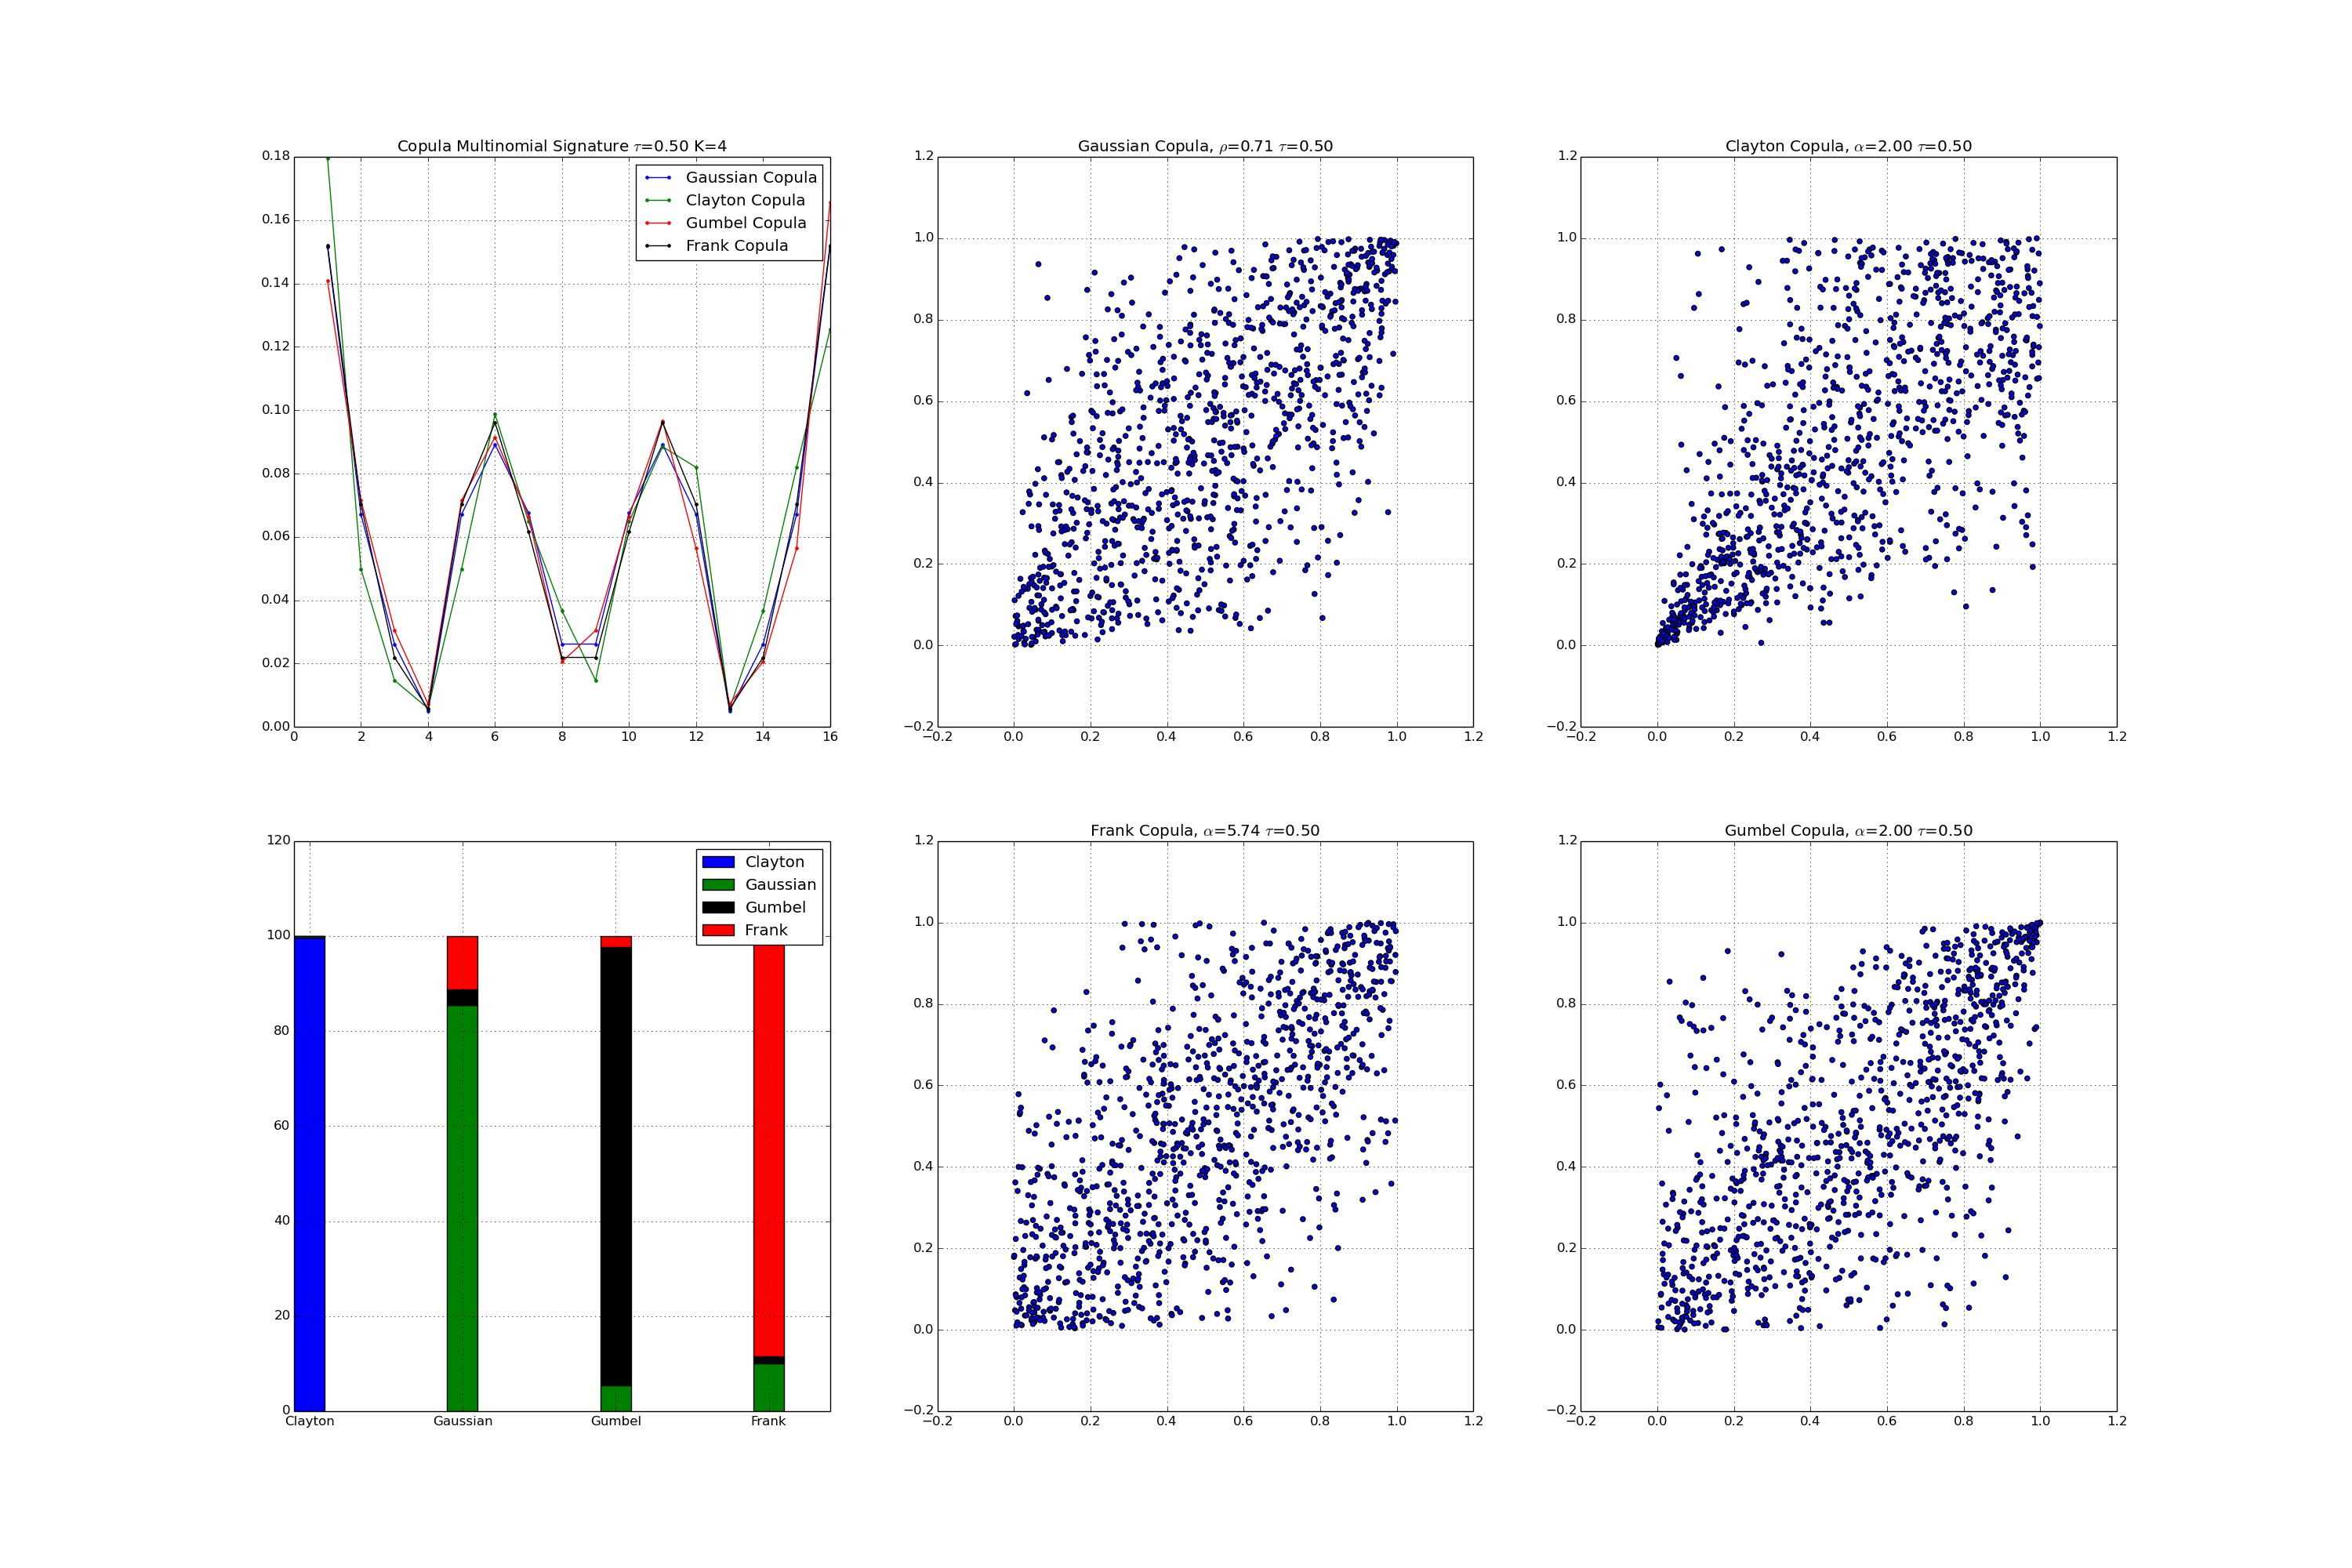 Copula Multinomial Signature τ=0.50 K=4
0.18
0.16
0.14
0.12
0.10
0.08
0.06
0.04
0.02
0.00
0 2 4 6 8 10 12 14 16
Gaussian Copula
Clayton Copula
Gumbel Copula
Frank Copula
Gaussian Copula, ρ=0.71 τ=0.50
1.2
1.0
0.8
0.6
0.4
0.2
0.0
−0.2
−0.2 0.0 0.2 0.4 0.6 0.8 1.0 1.2
Clayton Copula, α=2.00 τ=0.50
1.2
1.0
0.8
0.6
0.4
0.2
0.0
−0.2
−0.2 0.0 0.2 0.4 0.6 0.8 1.0 1.2
120
100
80
60
40
20
0
Clayton Gaussian Gumbel Frank
Clayton
Gaussian
Gumbel
Frank
Frank Copula, α=5.74 τ=0.50
1.2
1.0
0.8
0.6
0.4
0.2
0.0
−0.2
−0.2 0.0 0.2 0.4 0.6 0.8 1.0 1.2
Gumbel Copula, α=2.00 τ=0.50
1.2
1.0
0.8
0.6
0.4
0.2
0.0
−0.2
−0.2 0.0 0.2 0.4 0.6 0.8 1.0 1.2